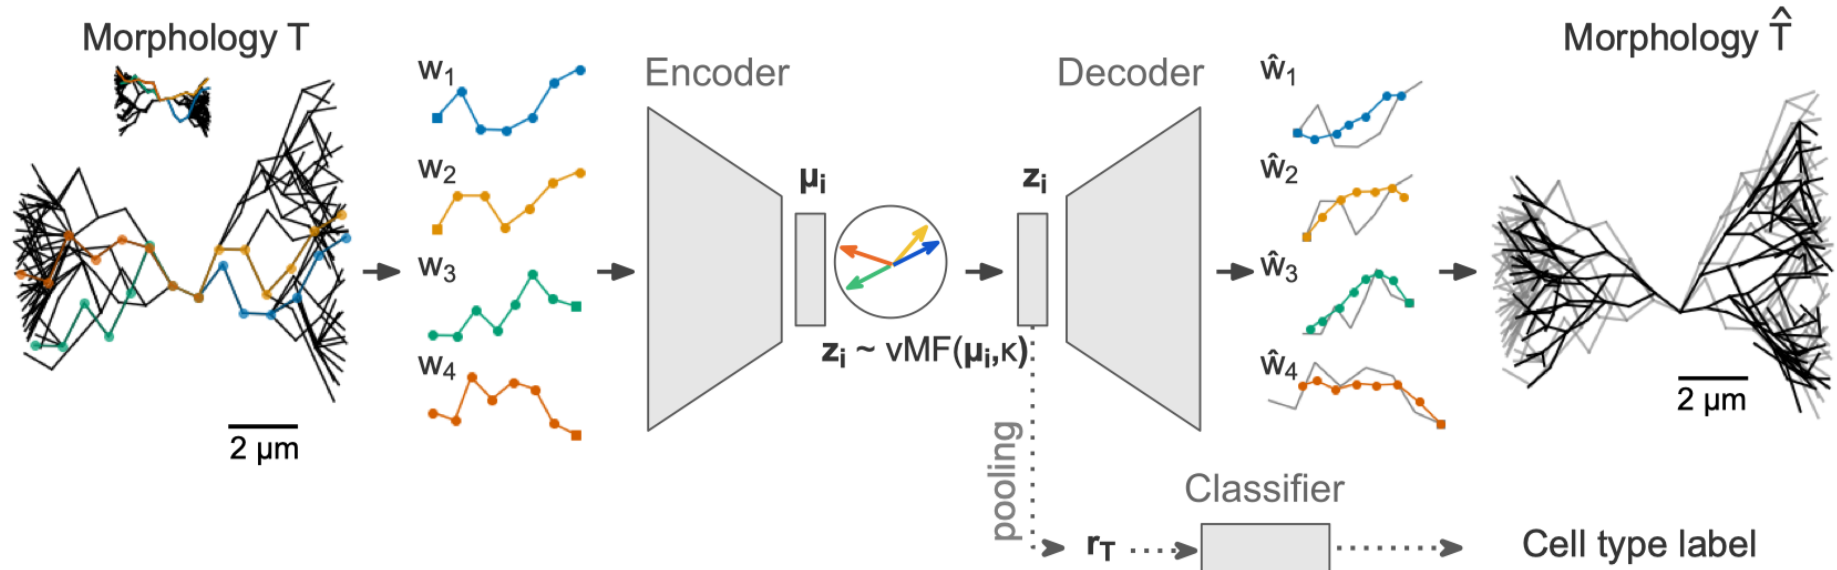 Morphology T
w1
w2
w3
w4
2 µm
Encoder
μi
zi ~ vMF(μi,κ)
zi
Decoder
ŵ1
ŵ2
ŵ3
ŵ4
Morphology T̂
2 µm
pooling
rT
Classifier
Cell type label